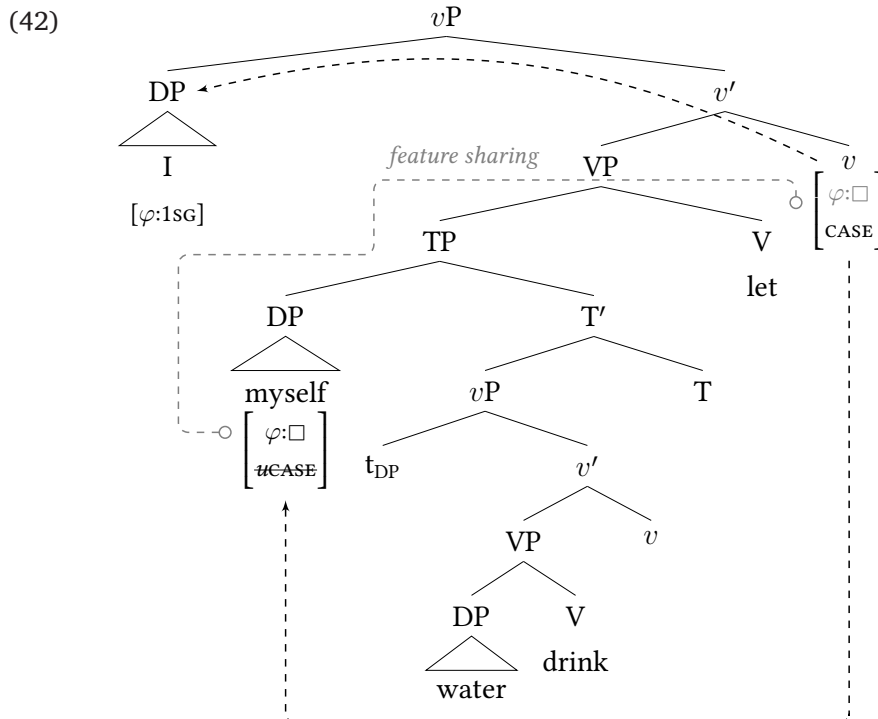 (42)
vP
DP v′
I
[φ:1SG]
feature sharing
VP v
[φ:□
CASE]
TP V
let
DP T′
myself
[φ:□
uCASE]
vP T
tDP v′
VP v
DP V
water drink